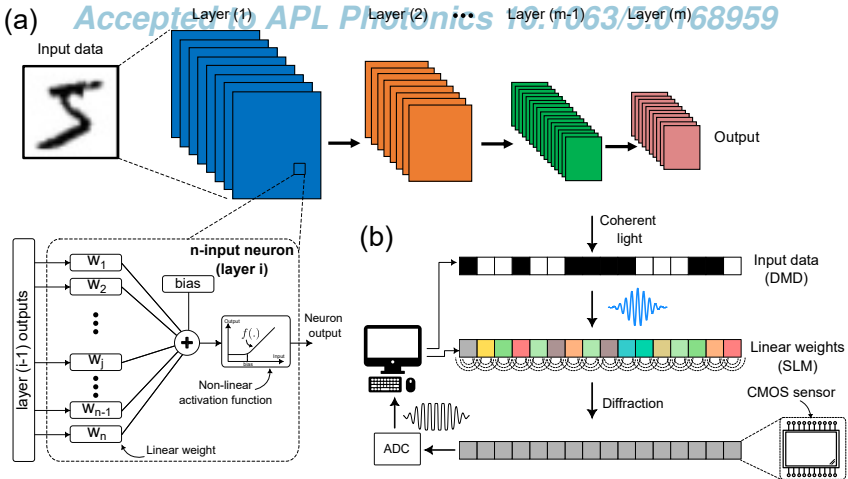 Accepted to APL Photonics 10.1063/5.0168959
(a)
Layer (1)
Layer (2)
•••
Layer (m-1)
Layer (m)
Input data
Output
n-input neuron
(layer i)
layer (i-1) outputs
w1
w2
wj
wn-1
wn
bias
+
Output
f(.)
Input
bias
Neuron
output
Non-linear
activation function
Linear weight
(b)
Coherent
light
Input data
(DMD)
Linear weights
(SLM)
Diffraction
CMOS sensor
ADC